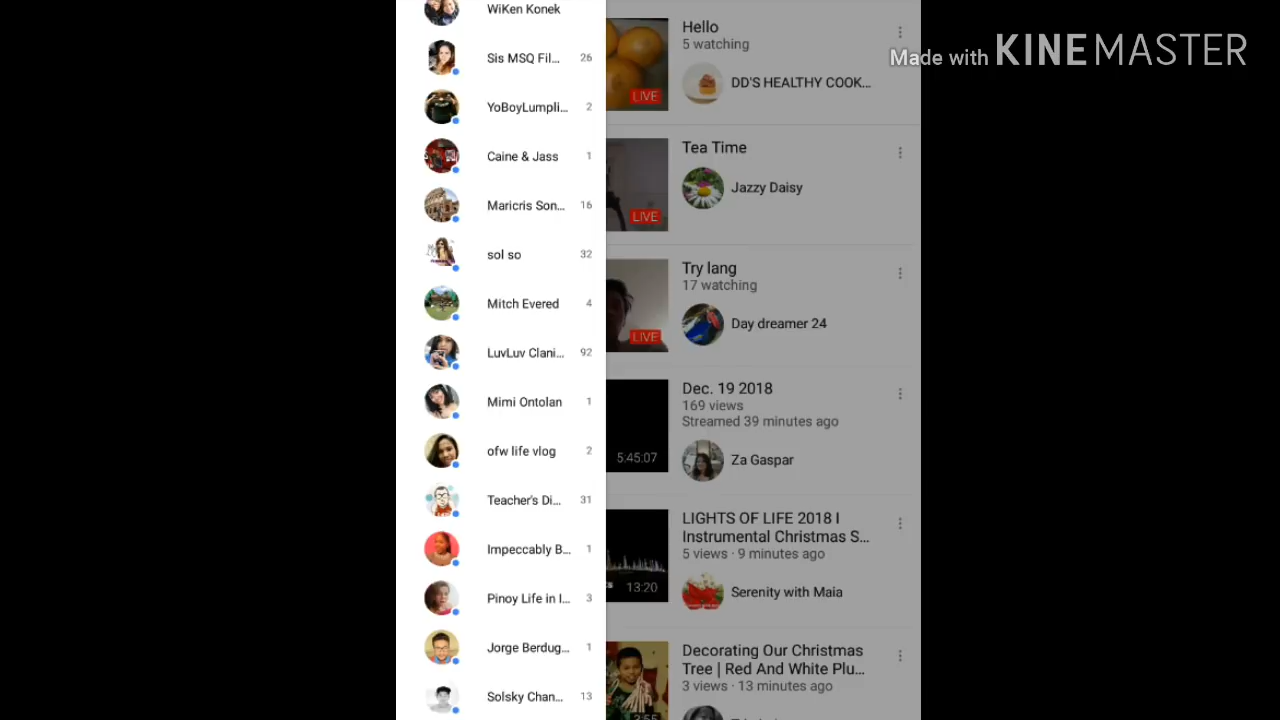 WiKen Konek
Sis MSQ Fil... 26
YoBoyLumpli... 2
Caine & Jass 1
Maricris Son... 16
sol so 32
Mitch Evered 4
LuvLuv Clani... 92
Mimi Ontolan 1
ofw life vlog 2
Teacher's Di... 31
Impeccably B... 1
Pinoy Life in I... 3
Jorge Berdug... 1
Solsky Chan... 13
Made with KINEMASTER
Hello
5 watching
LIVE
DD'S HEALTHY COOK...
Tea Time
LIVE
Jazzy Daisy
Try lang
17 watching
LIVE
Day dreamer 24
Dec. 19 2018
169 views
Streamed 39 minutes ago
5:45:07
Za Gaspar
LIGHTS OF LIFE 2018 I
Instrumental Christmas S...
5 views · 9 minutes ago
13:20
Serenity with Maia
Decorating Our Christmas
Tree | Red And White Plu...
3 views · 13 minutes ago
3:55